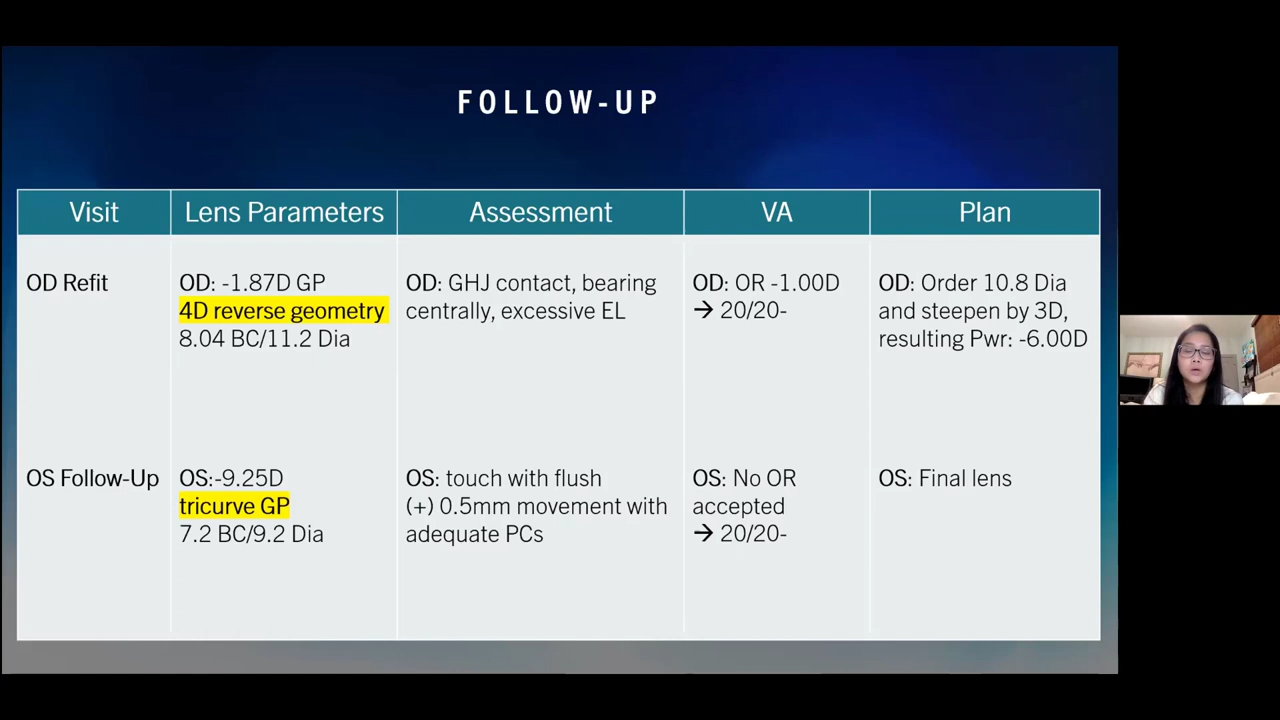 FOLLOW-UP
Visit
Lens Parameters
Assessment
VA
Plan
OD Refit
OD: -1.87D GP
4D reverse geometry
8.04 BC/11.2 Dia
OD: GHJ contact, bearing
centrally, excessive EL
OD: OR -1.00D
→ 20/20-
OD: Order 10.8 Dia
and steepen by 3D,
resulting Pwr: -6.00D
OS Follow-Up
OS:-9.25D
tricurve GP
7.2 BC/9.2 Dia
OS: touch with flush
(+) 0.5mm movement with
adequate PCs
OS: No OR
accepted
→ 20/20-
OS: Final lens